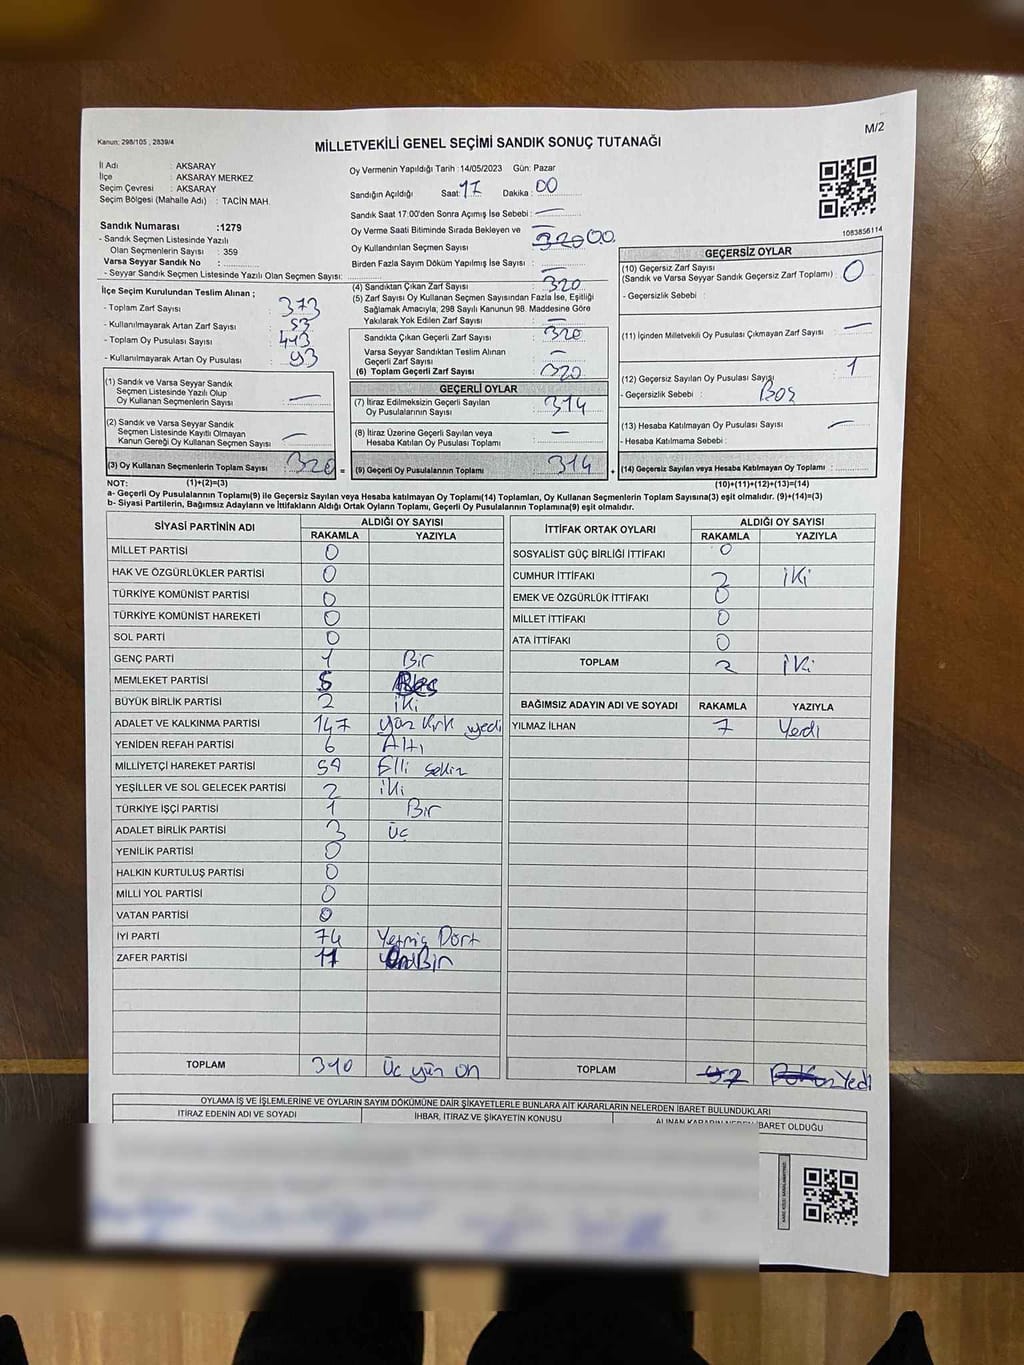 M/2
Kanun: 298/105 , 2839/4
MİLLETVEKİLİ GENEL SEÇİMİ SANDIK SONUÇ TUTANAĞI
İl Adı : AKSARAY
İlçe : AKSARAY MERKEZ
Seçim Çevresi : AKSARAY
Seçim Bölgesi (Mahalle Adı) : TACİN MAH.
Sandık Numarası :1279
- Sandık Seçmen Listesinde Yazılı
Olan Seçmenlerin Sayısı : 359
Varsa Seyyar Sandık No :
- Seyyar Sandık Seçmen Listesinde Yazılı Olan Seçmen Sayısı:
Oy Vermenin Yapıldığı Tarih : 14/05/2023 Gün: Pazar
Sandığın Açıldığı Saat: 17 Dakika : 00
Sandık Saat 17:00'den Sonra Açımış İse Sebebi : —
Oy Verme Saati Bitiminde Sırada Bekleyen ve
Oy Kullandırılan Seçmen Sayısı
Birden Fazla Sayım Döküm Yapılmış İse Sayısı : —
1083856114
İlçe Seçim Kurulundan Teslim Alınan ;
- Toplam Zarf Sayısı : 373
- Kullanılmayarak Artan Zarf Sayısı : 53
- Toplam Oy Pusulası Sayısı : 413
- Kullanılmayarak Artan Oy Pusulası : 93
(1) Sandık ve Varsa Seyyar Sandık
Seçmen Listesinde Yazılı Olup
Oy Kullanan Seçmenlerin Sayısı : —
(2) Sandık ve Varsa Seyyar Sandık
Seçmen Listesinde Kayıtlı Olmayan
Kanun Gereği Oy Kullanan Seçmen Sayısı : —
(3) Oy Kullanan Seçmenlerin Toplam Sayısı : 320 =
(4) Sandıktan Çıkan Zarf Sayısı : 320
(5) Zarf Sayısı Oy Kullanan Seçmen Sayısından Fazla İse, Eşitliği
Sağlamak Amacıyla, 298 Sayılı Kanunun 98. Maddesine Göre
Yakılarak Yok Edilen Zarf Sayısı : —
Sandıkta Çıkan Geçerli Zarf Sayısı : 320
Varsa Seyyar Sandıktan Teslim Alınan
Geçerli Zarf Sayısı : —
(6) Toplam Geçerli Zarf Sayısı : 320
GEÇERLİ OYLAR
(7) İtiraz Edilmeksizin Geçerli Sayılan
Oy Pusulalarının Sayısı : 314
(8) İtiraz Üzerine Geçerli Sayılan veya
Hesaba Katılan Oy Pusulası Toplamı : —
(9) Geçerli Oy Pusulalarının Toplamı : 314 +
GEÇERSİZ OYLAR
(10) Geçersiz Zarf Sayısı
(Sandık ve Varsa Seyyar Sandık Geçersiz Zarf Toplamı) : 0
- Geçersizlik Sebebi :
(11) İçinden Milletvekili Oy Pusulası Çıkmayan Zarf Sayısı : —
(12) Geçersiz Sayılan Oy Pusulası Sayısı : 1
- Geçersizlik Sebebi : Boş
(13) Hesaba Katılmayan Oy Pusulası Sayısı : —
- Hesaba Katılmama Sebebi :
(14) Geçersiz Sayılan veya Hesaba Katılmayan Oy Toplamı :
NOT: (1)+(2)=(3) (10)+(11)+(12)+(13)=(14)
a- Geçerli Oy Pusulalarının Toplamı(9) ile Geçersiz Sayılan veya Hesaba katılmayan Oy Toplamı(14) Toplamları, Oy Kullanan Seçmenlerin Toplam Sayısına(3) eşit olmalıdır. (9)+(14)=(3)
b- Siyasi Partilerin, Bağımsız Adayların ve İttifakların Aldığı Ortak Oyların Toplamı, Geçerli Oy Pusulalarının Toplamına(9) eşit olmalıdır.
SİYASİ PARTİNİN ADI ALDIĞI OY SAYISI
RAKAMLA YAZIYLA
MİLLET PARTİSİ 0
HAK VE ÖZGÜRLÜKLER PARTİSİ 0
TÜRKİYE KOMÜNİST PARTİSİ 0
TÜRKİYE KOMÜNİST HAREKETİ 0
SOL PARTİ 0
GENÇ PARTİ 1 Bir
MEMLEKET PARTİSİ 5 Beş
BÜYÜK BİRLİK PARTİSİ 2 iki
ADALET VE KALKINMA PARTİSİ 147 yüz kırk yedi
YENİDEN REFAH PARTİSİ 6 Altı
MİLLİYETÇİ HAREKET PARTİSİ 58 Elli sekiz
YEŞİLLER VE SOL GELECEK PARTİSİ 2 iki
TÜRKİYE İŞÇİ PARTİSİ 1 Bir
ADALET BİRLİK PARTİSİ 3 Üç
YENİLİK PARTİSİ 0
HALKIN KURTULUŞ PARTİSİ 0
MİLLİ YOL PARTİSİ 0
VATAN PARTİSİ 0
İYİ PARTİ 74 Yetmiş Dört
ZAFER PARTİSİ 11 OnBir
TOPLAM 310 Üç yüz on
İTTİFAK ORTAK OYLARI ALDIĞI OY SAYISI
RAKAMLA YAZIYLA
SOSYALİST GÜÇ BİRLİĞİ İTTİFAKI 0
CUMHUR İTTİFAKI 2 iki
EMEK VE ÖZGÜRLÜK İTTİFAKI 0
MİLLET İTTİFAKI 0
ATA İTTİFAKI 0
TOPLAM 2 iki
BAĞIMSIZ ADAYIN ADI VE SOYADI RAKAMLA YAZIYLA
YILMAZ İLHAN 7 Yedi
TOPLAM 7 Yedi
OYLAMA İŞ VE İŞLEMLERİNE VE OYLARIN SAYIM DÖKÜMÜNE DAİR ŞİKAYETLERLE BUNLARA AİT KARARLARIN NELERDEN İBARET BULUNDUKLARI
İTİRAZ EDENİN ADI VE SOYADI İHBAR, İTİRAZ VE ŞİKAYETİN KONUSU ALINAN KARARIN NEDEN İBARET OLDUĞU